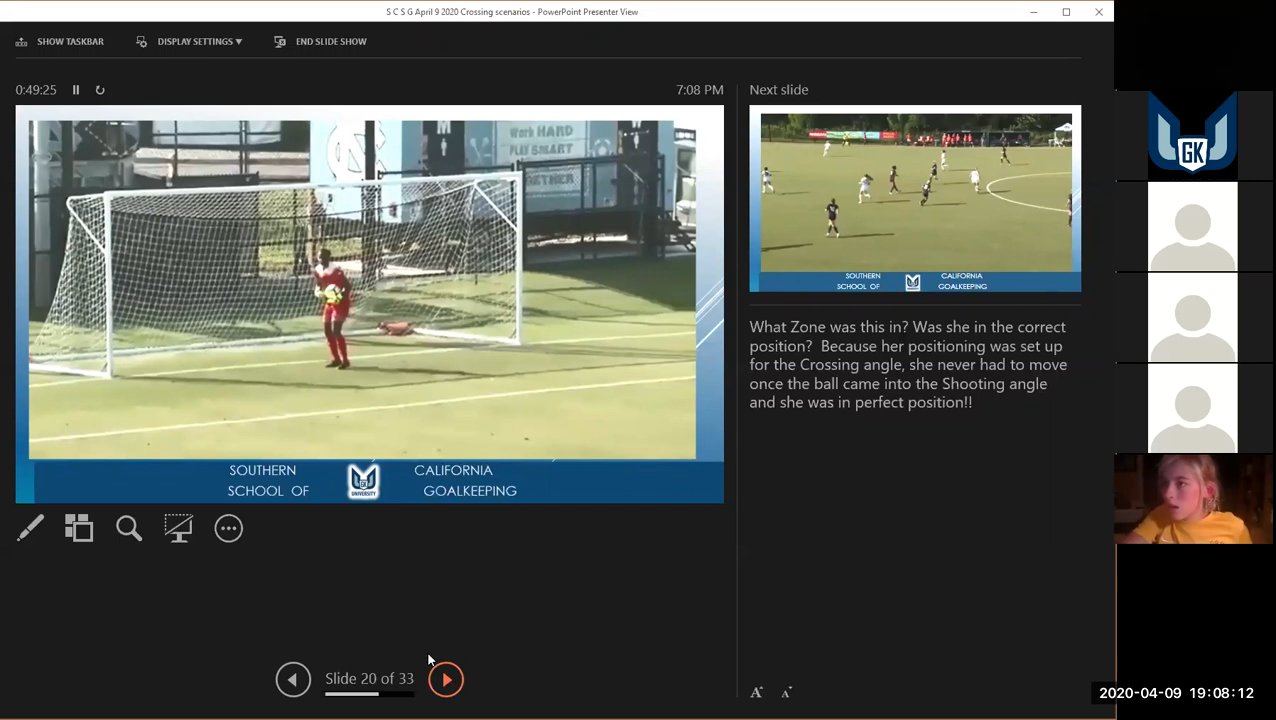 S C S G April 9 2020 Crossing scenarios - PowerPoint Presenter View
SHOW TASKBAR
DISPLAY SETTINGS ▼
END SLIDE SHOW
0:49:25
7:08 PM
Next slide
Work HARD
PLAY SMART
NC
SOUTHERN CALIFORNIA
SCHOOL OF GOALKEEPING
GK
UNIVERSITY
SOUTHERN CALIFORNIA
SCHOOL OF GOALKEEPING
What Zone was this in? Was she in the correct
position?  Because her positioning was set up
for the Crossing angle, she never had to move
once the ball came into the Shooting angle
and she was in perfect position!!
GK
Slide 20 of 33
A A
2020-04-09 19:08:12